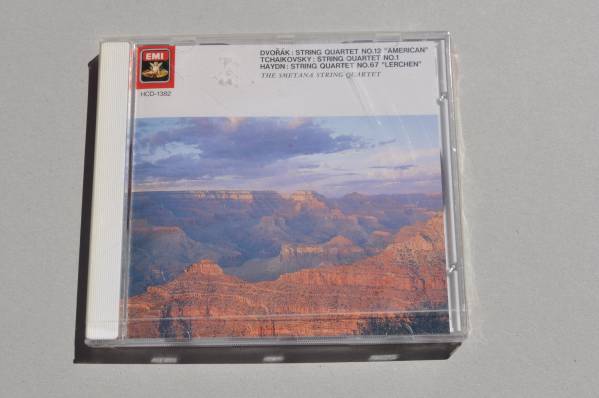 EMI
DVOŘÁK : STRING QUARTET NO.12 "AMERICAN"
TCHAIKOVSKY : STRING QUARTET NO.1
HAYDN : STRING QUARTET NO.67 "LERCHEN"
THE SMETANA STRING QUARTET
HCD-1382